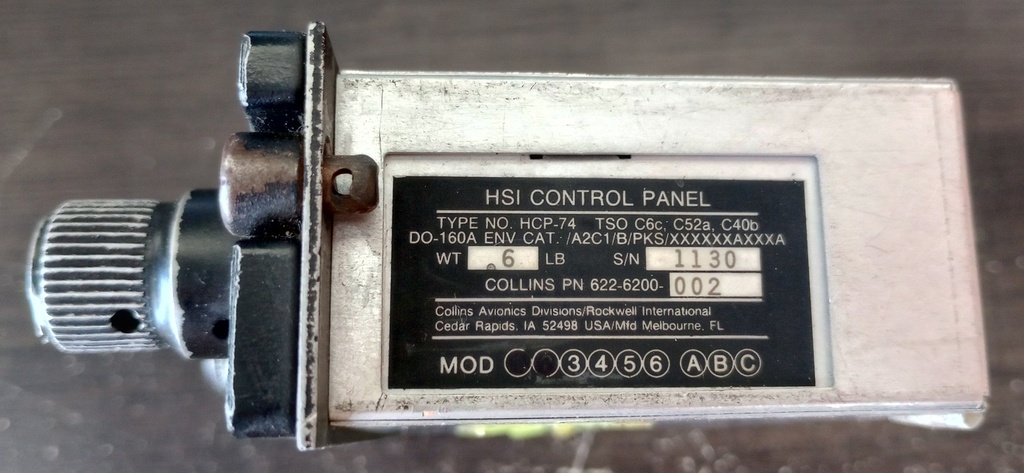 HSI CONTROL PANEL
TYPE NO. HCP-74 TSO C6c, C52a, C40b
DO-160A ENV CAT. /A2C1/B/PKS/XXXXXXAXXXA
WT .6 LB S/N 1130
COLLINS PN 622-6200-002
Collins Avionics Divisions/Rockwell International
Cedar Rapids, IA 52498 USA/Mfd Melbourne, FL
MOD 3 4 5 6 A B C